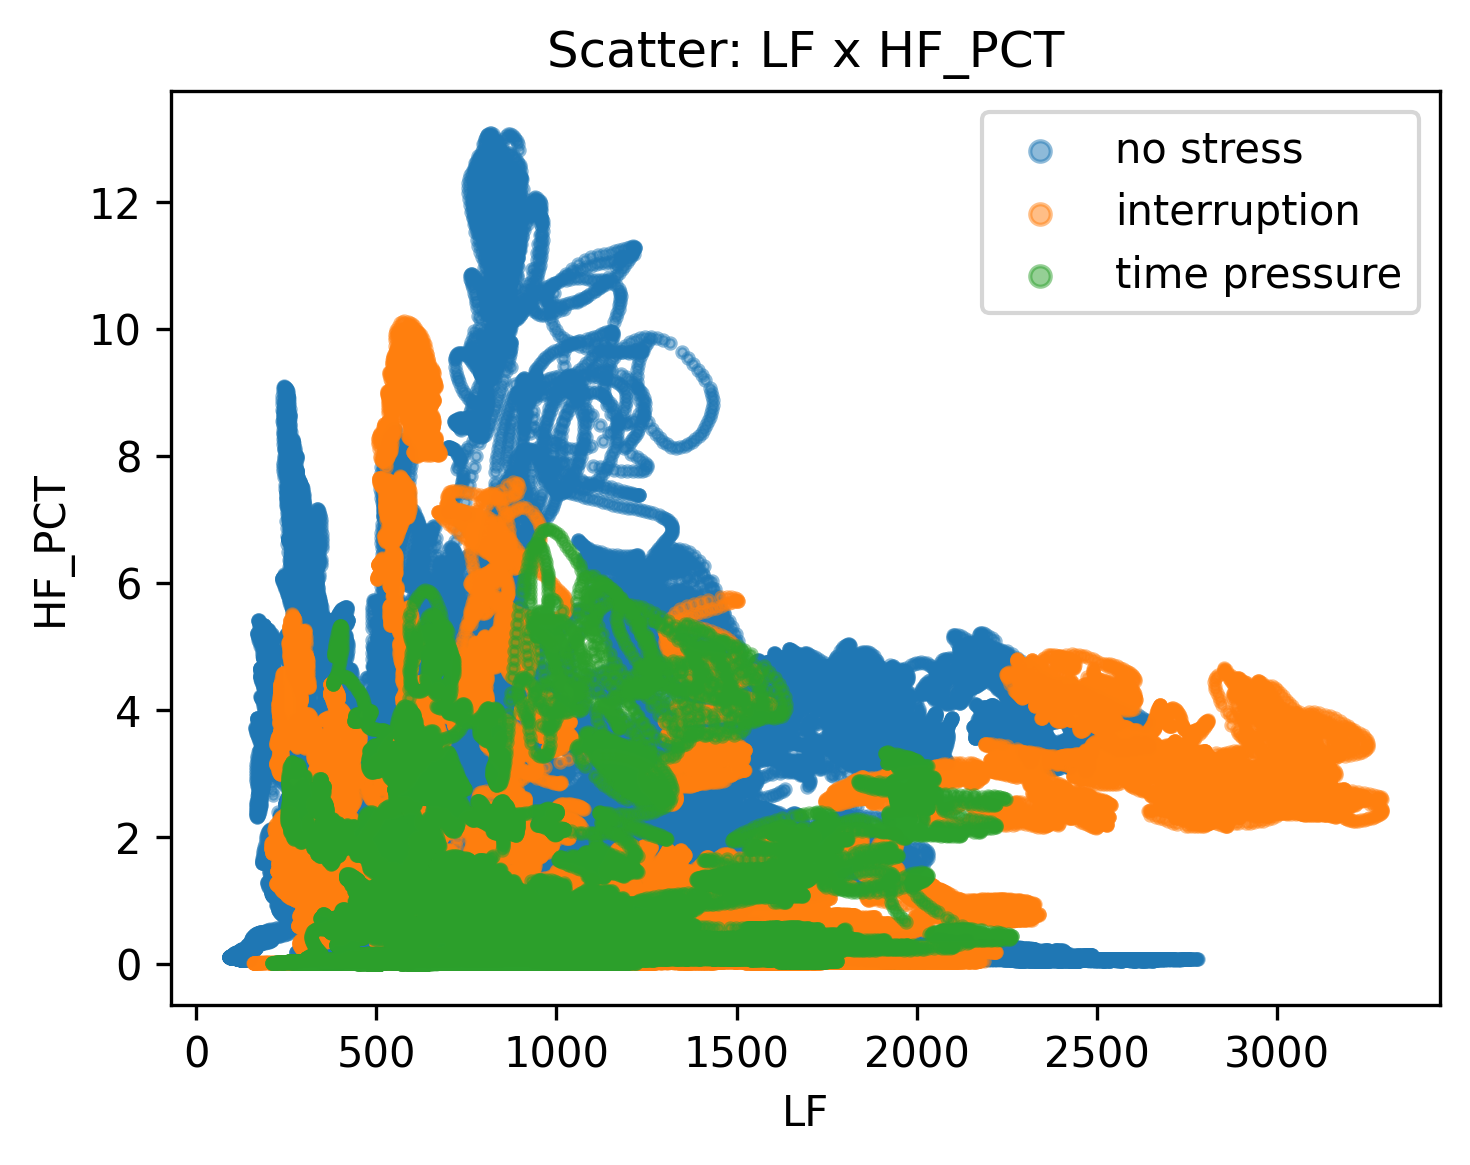 Scatter: LF x HF_PCT
no stress
interruption
time pressure
HF_PCT
12
10
8
6
4
2
0
0 500 1000 1500 2000 2500 3000
LF